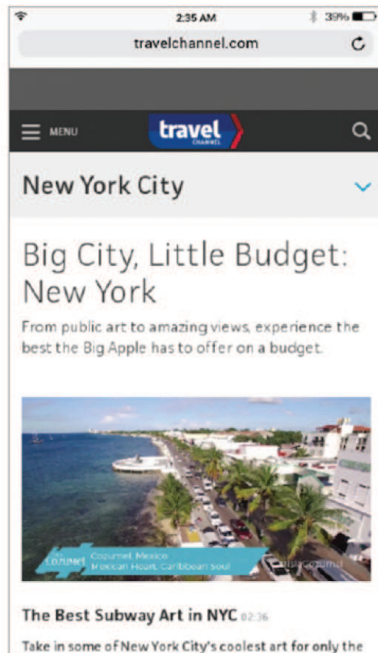 2:35 AM 39%
travelchannel.com
MENU travel CHANNEL
New York City
Big City, Little Budget:
New York
From public art to amazing views, experience the
best the Big Apple has to offer on a budget.
Cozumel Cozumel, Mexico
Mexican Heart, Caribbean Soul
The Best Subway Art in NYC 02:36
Take in some of New York City's coolest art for only the